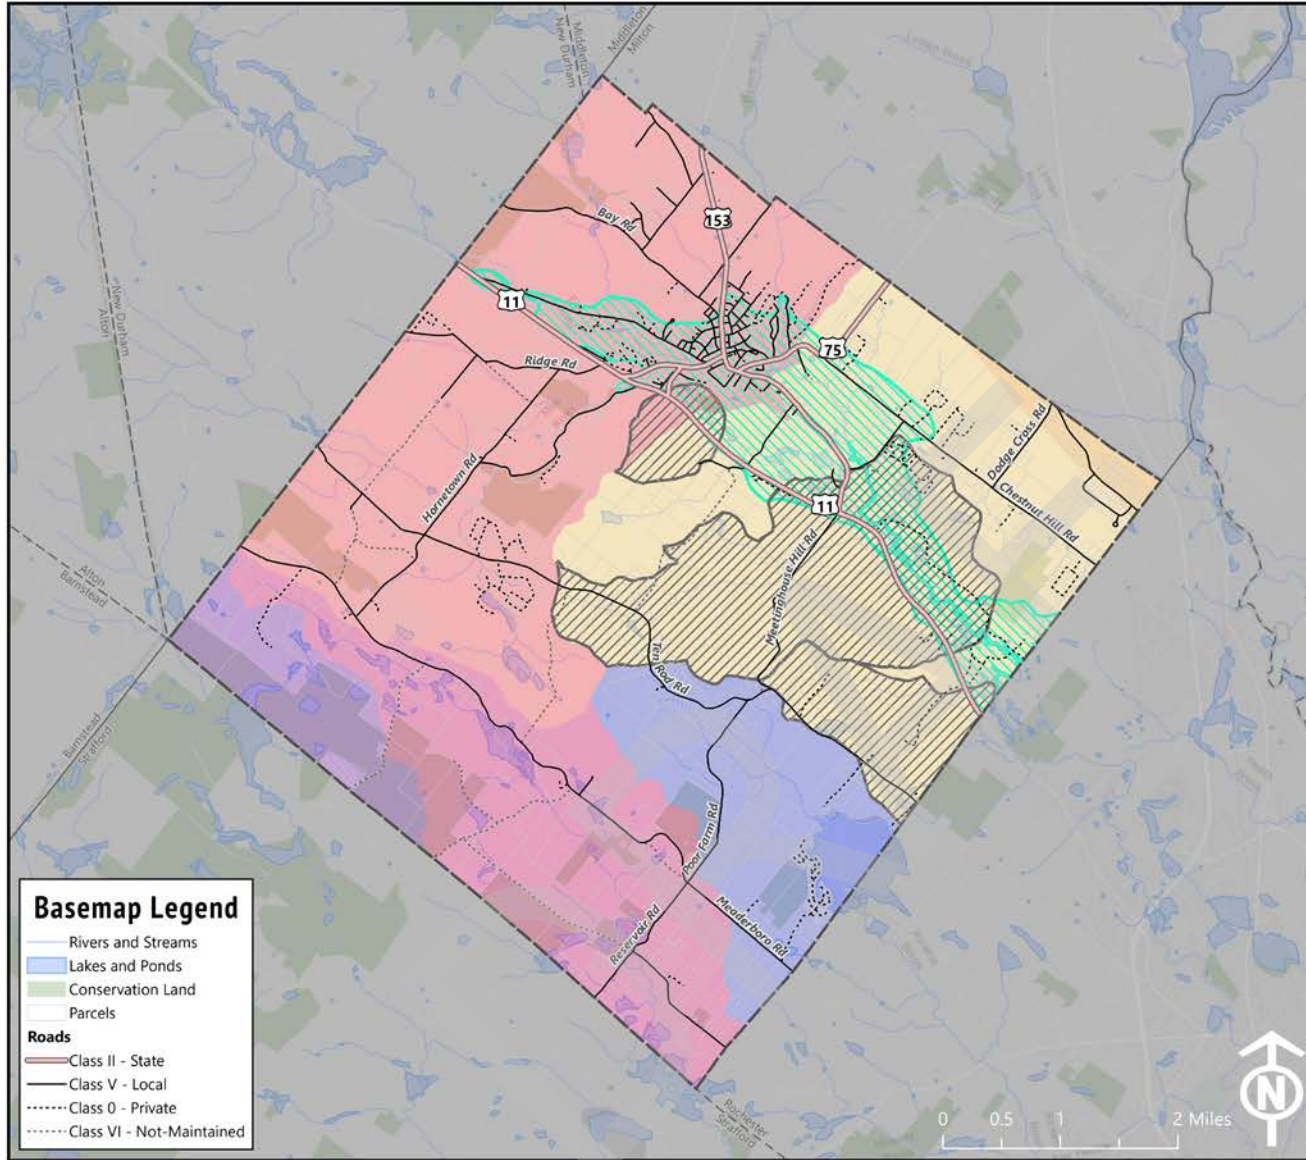 Middleton
New Durham
Middleton
Milton
153
Bay Rd
11
New Durham
Alton
75
Ridge Rd
Dodge Cross Rd
Hornetown Rd
Chestnut Hill Rd
11
Meetinghouse Hill Rd
Alton
Barnstead
Ten Rod Rd
Barnstead
Strafford
Poor Farm Rd
Meaderboro Rd
Reservoir Rd
Rochester
Strafford
Basemap Legend
Rivers and Streams
Lakes and Ponds
Conservation Land
Parcels
Roads
Class II - State
Class V - Local
Class 0 - Private
Class VI - Not-Maintained
0 0.5 1 2 Miles
N